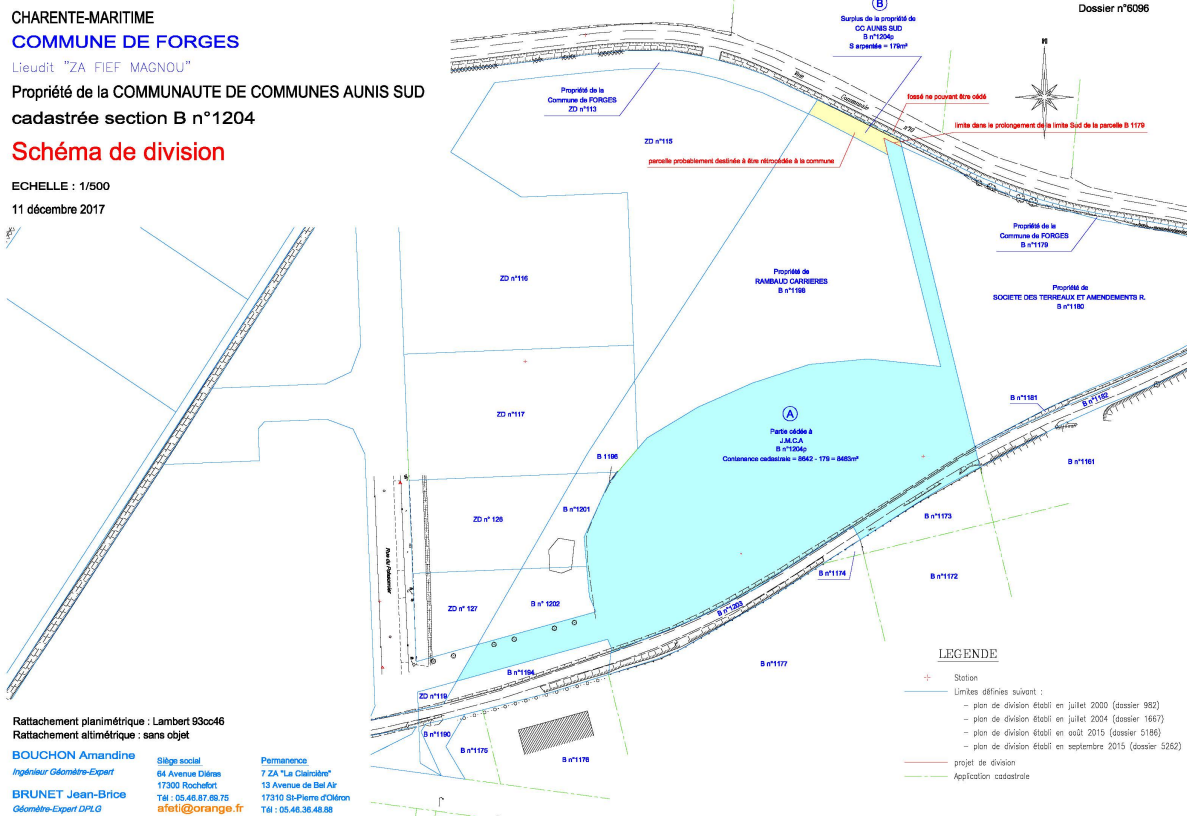 CHARENTE-MARITIME
COMMUNE DE FORGES
Lieudit "ZA FIEF MAGNOU"
Propriété de la COMMUNAUTE DE COMMUNES AUNIS SUD
cadastrée section B n°1204
Schéma de division
ECHELLE : 1/500
11 décembre 2017
Dossier n°6096
B
Surplus de la propriété de
CC AUNIS SUD
B n°1204p
S arpentée = 179m²
N
Propriété de la
Commune de FORGES
ZD n°113
fossé ne pouvant être cédé
limite dans le prolongement de la limite Sud de la parcelle B 1179
ZD n°115
parcelle probablement destinée à être rétrocédée à la commune
Propriété de la
Commune de FORGES
B n°1179
ZD n°116
Propriété de
RAMBAUD CARRIERES
B n°1198
Propriété de
SOCIETE DES TERREAUX ET AMENDEMENTS R.
B n°1180
B n°1181
B n°1182
ZD n°117
A
Partie cédée à
J.M.C.A
B n°1204p
Contenance cadastrale = 8642 - 179 = 8463m²
B 1196
B n°1161
B n°1201
ZD n° 126
B n°1173
Rue du Paisseunier
B n°1174
B n°1172
ZD n° 127
B n° 1202
B n°1203
B n°1194
B n°1177
ZD n°119
B n°1190
B n°1175
B n°1176
LEGENDE
Station
Limites définies suivant :
- plan de division établi en juillet 2000 (dossier 982)
- plan de division établi en juillet 2004 (dossier 1667)
- plan de division établi en août 2015 (dossier 5186)
- plan de division établi en septembre 2015 (dossier 5262)
projet de division
Application cadastrale
Rattachement planimétrique : Lambert 93cc46
Rattachement altimétrique : sans objet
BOUCHON Amandine
Ingénieur Géomètre-Expert
BRUNET Jean-Brice
Géomètre-Expert DPLG
Siège social
64 Avenue Diéras
17300 Rochefort
Tél : 05.46.87.69.75
afeti@orange.fr
Permanence
7 ZA "La Claircière"
13 Avenue de Bel Air
17310 St-Pierre d'Oléron
Tél : 05.46.36.46.88